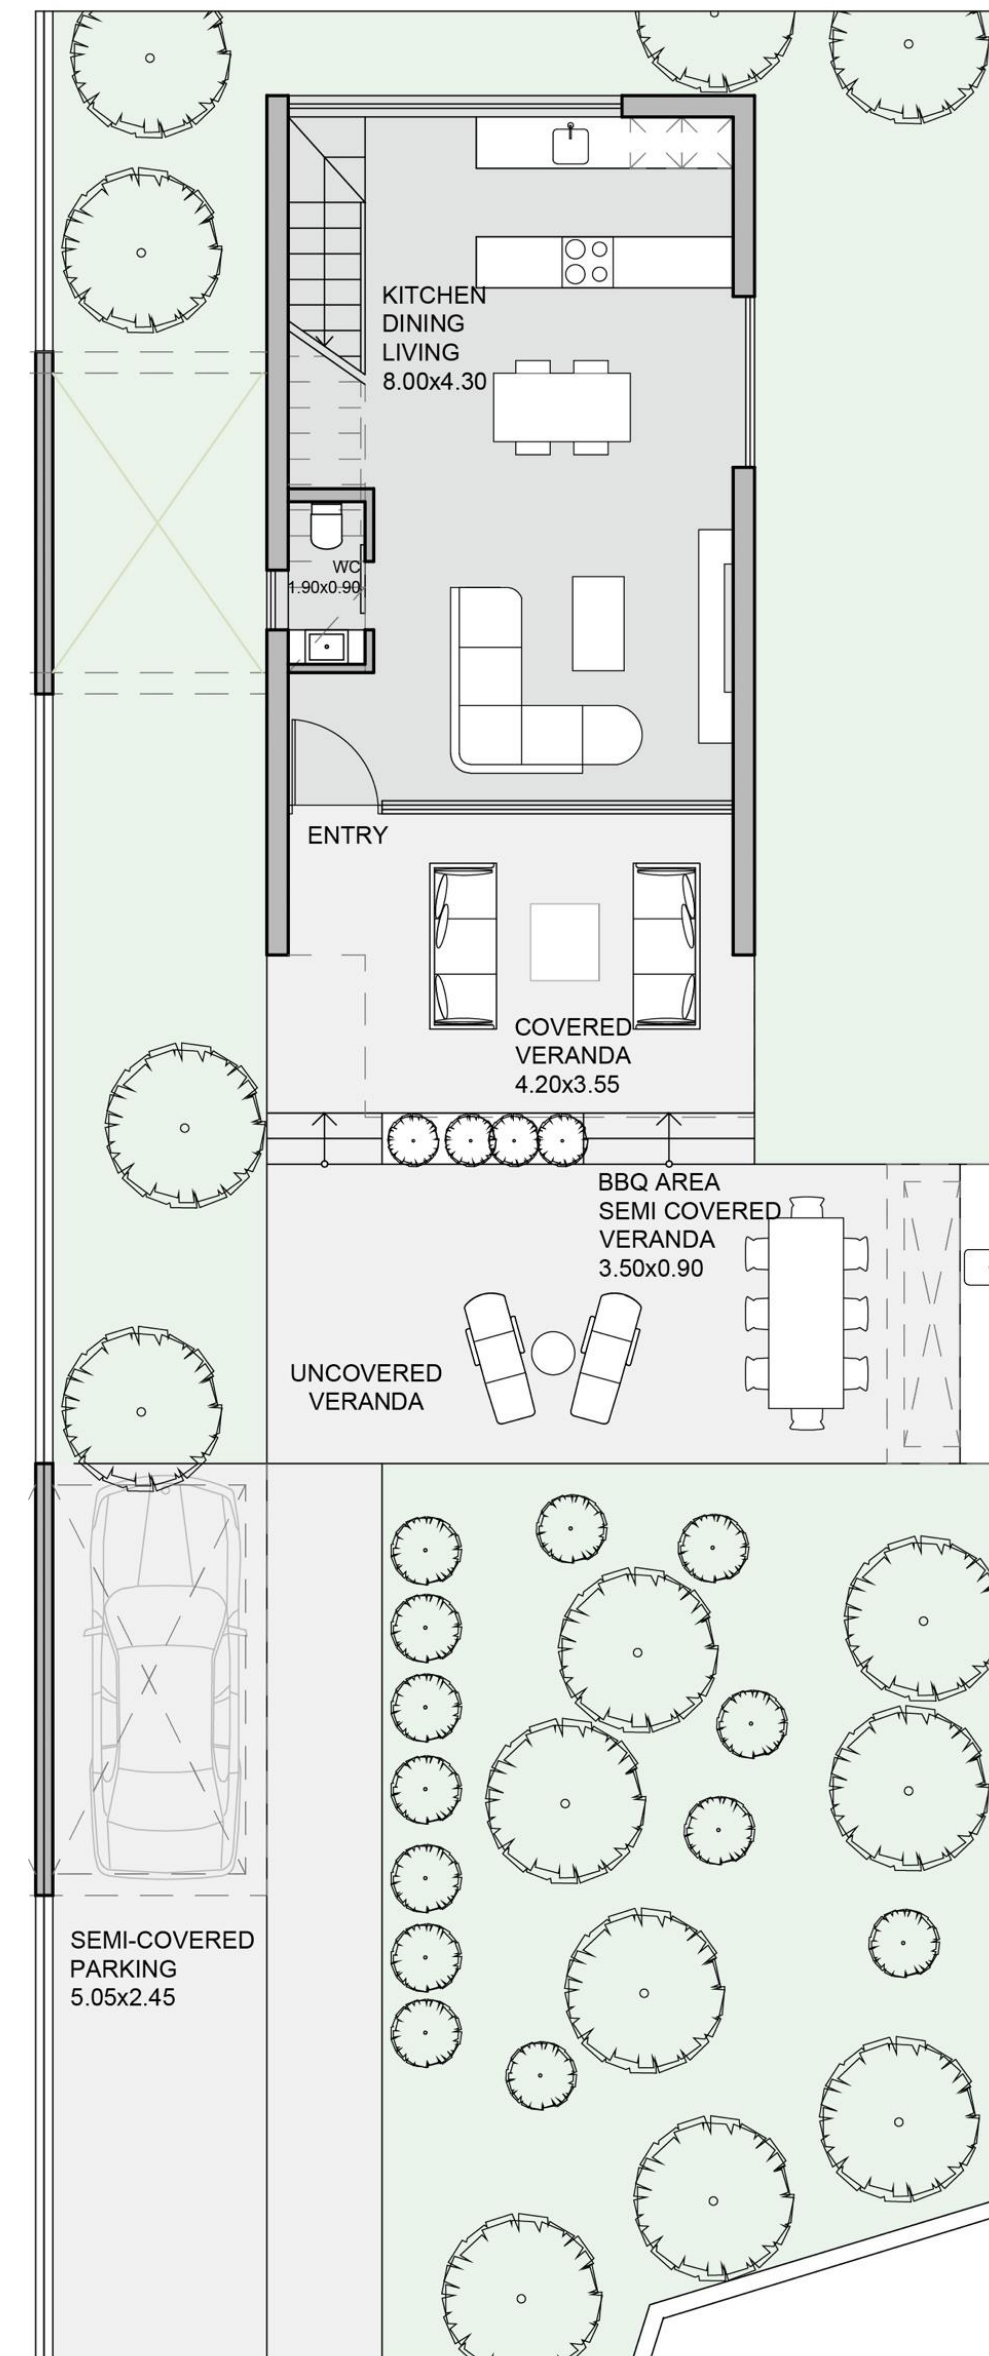 KITCHEN
DINING
LIVING
8.00x4.30
WC
1.90x0.90
ENTRY
COVERED
VERANDA
4.20x3.55
BBQ AREA
SEMI COVERED
VERANDA
3.50x0.90
UNCOVERED
VERANDA
SEMI-COVERED
PARKING
5.05x2.45